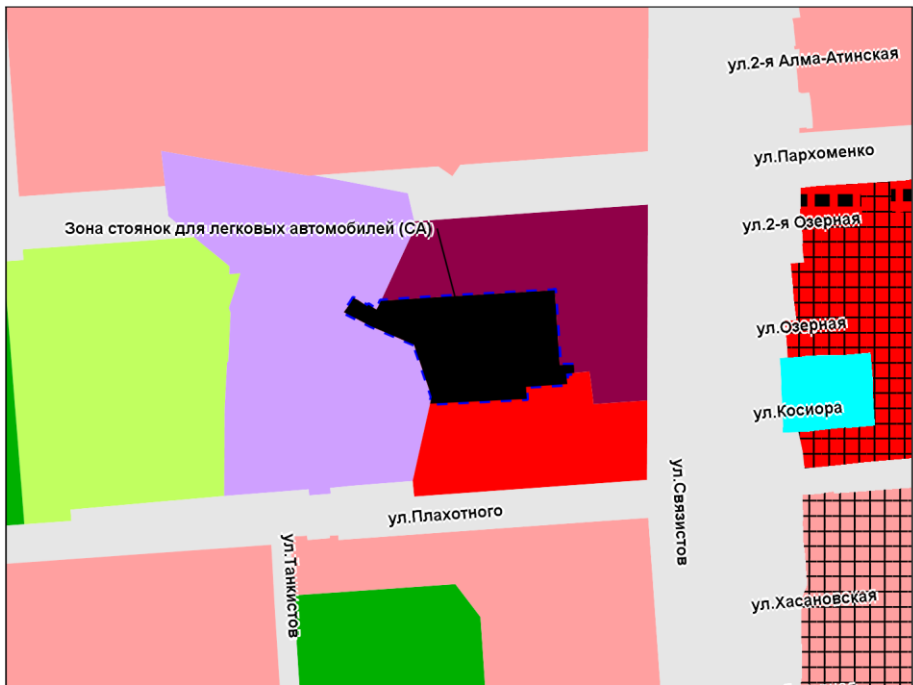 ул.2-я Алма-Атинская
ул.Пархоменко
ул.2-я Озерная
Зона стоянок для легковых автомобилей (СА)
ул.Озерная
ул.Косиора
ул.Связистов
ул.Плахотного
ул.Танкистов
ул.Хасановская